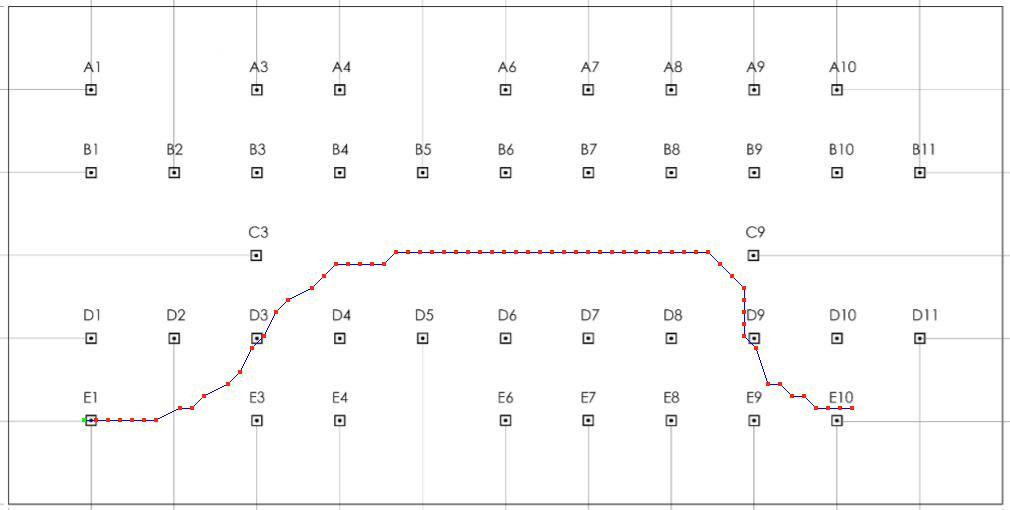 A1 A3 A4 A6 A7 A8 A9 A10
B1 B2 B3 B4 B5 B6 B7 B8 B9 B10 B11
C3 C9
D1 D2 D3 D4 D5 D6 D7 D8 D9 D10 D11
E1 E3 E4 E6 E7 E8 E9 E10